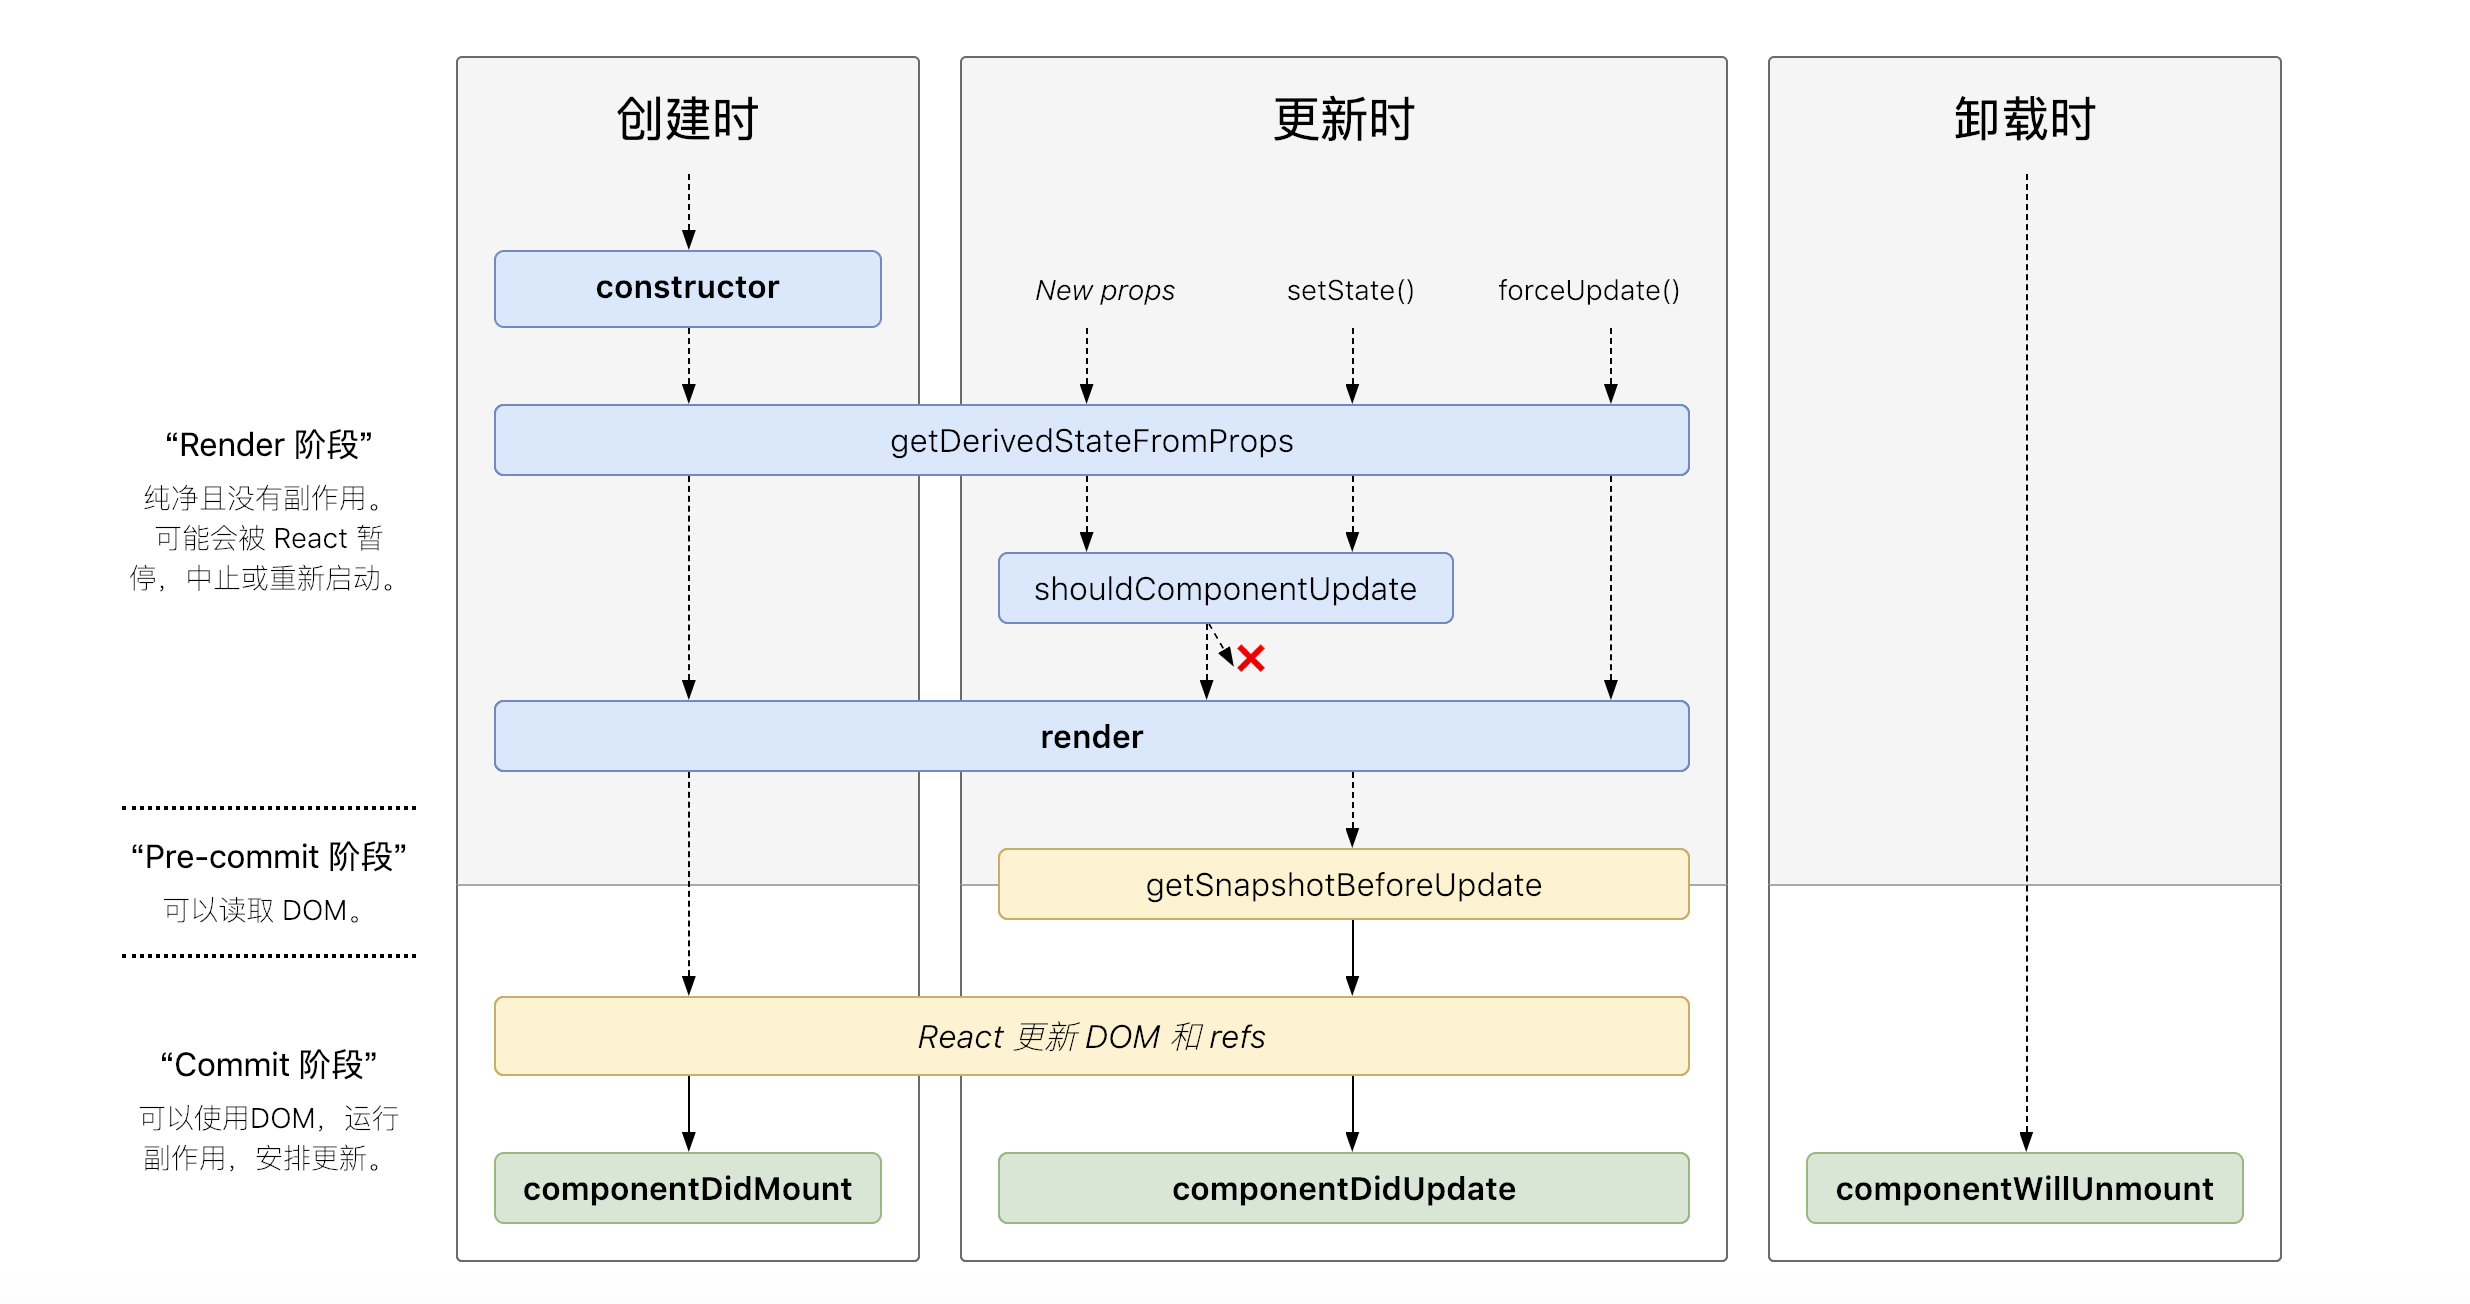 创建时
更新时
卸载时
constructor
New props
setState()
forceUpdate()
“Render 阶段”
纯净且没有副作用。
可能会被 React 暂
停，中止或重新启动。
getDerivedStateFromProps
shouldComponentUpdate
render
“Pre-commit 阶段”
可以读取 DOM。
getSnapshotBeforeUpdate
React 更新 DOM 和 refs
“Commit 阶段”
可以使用DOM，运行
副作用，安排更新。
componentDidMount
componentDidUpdate
componentWillUnmount